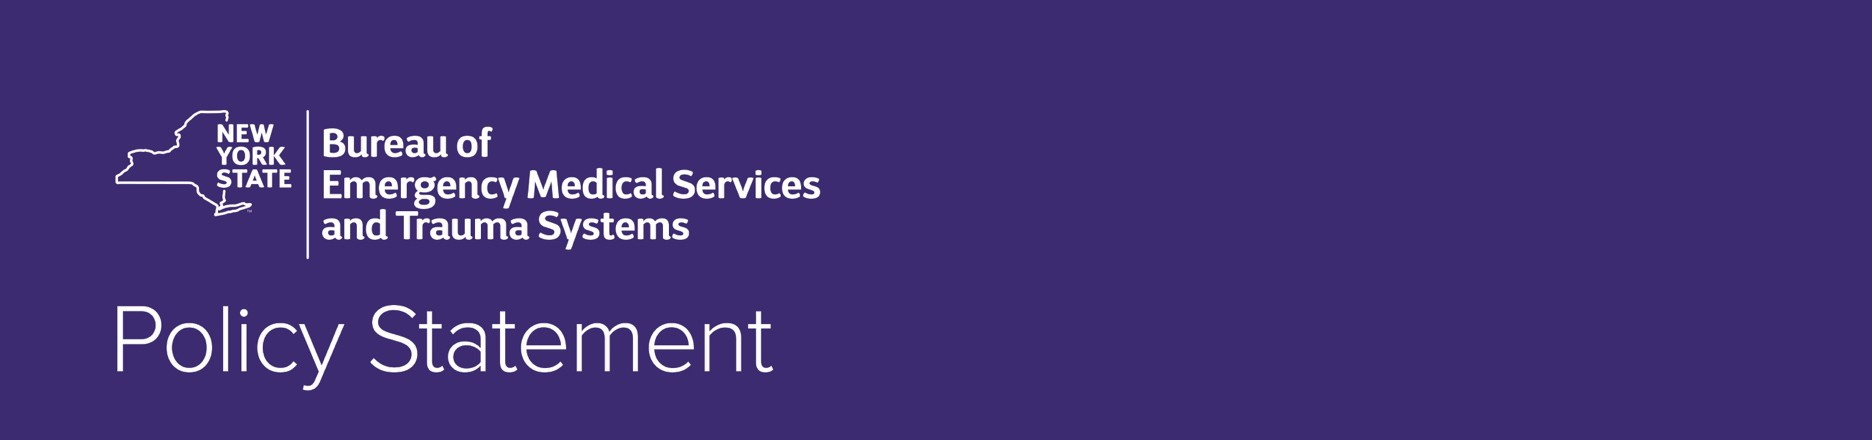 NEW
YORK
STATE
Bureau of
Emergency Medical Services
and Trauma Systems
Policy Statement